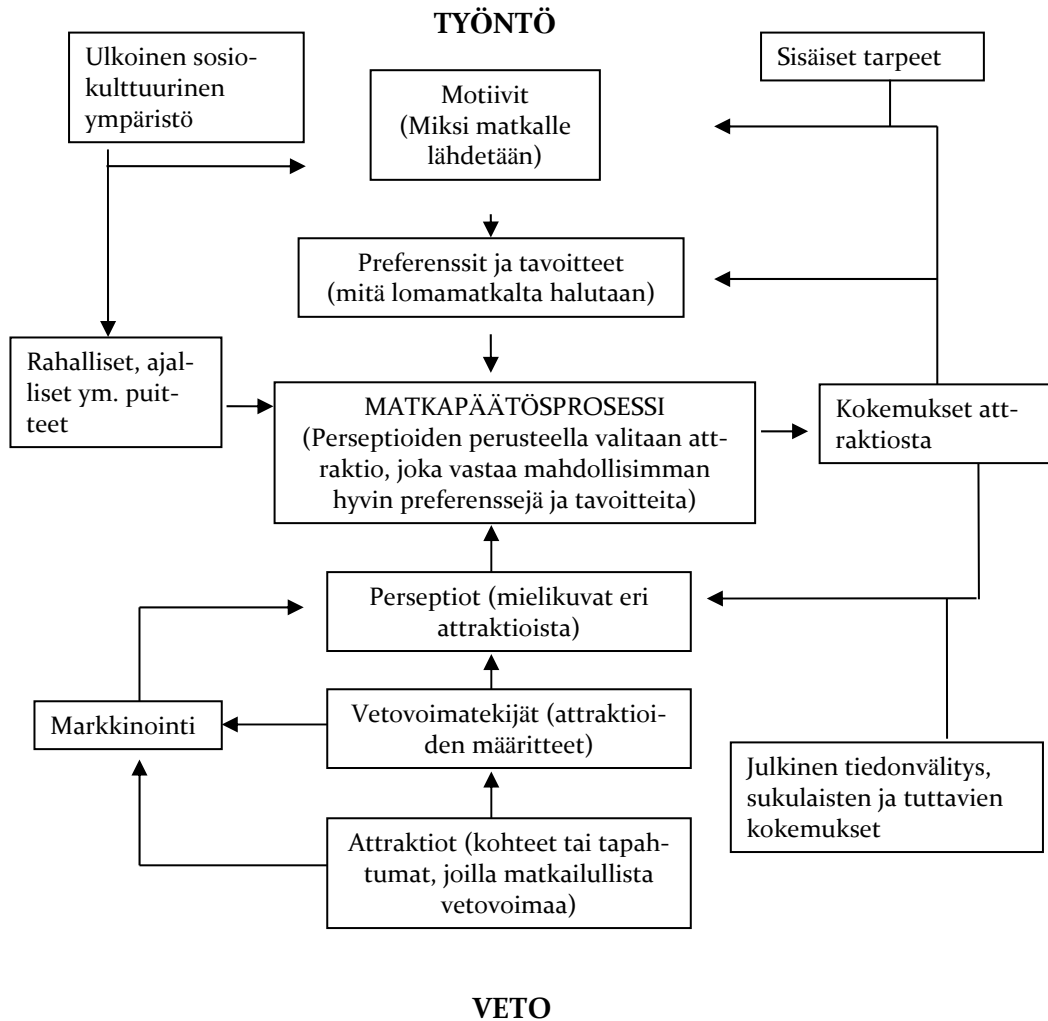 TYÖNTÖ
Ulkoinen sosio-
kulttuurinen
ympäristö
Motiivit
(Miksi matkalle
lähdetään)
Sisäiset tarpeet
Preferenssit ja tavoitteet
(mitä lomamatkalta halutaan)
Rahalliset, ajal-
liset ym. puit-
teet
MATKAPÄÄTÖSPROSESSI
(Perseptioiden perusteella valitaan att-
raktio, joka vastaa mahdollisimman
hyvin preferenssejä ja tavoitteita)
Kokemukset att-
raktiosta
Perseptiot (mielikuvat eri
attraktioista)
Markkinointi
Vetovoimatekijät (attraktioi-
den määritteet)
Julkinen tiedonvälitys,
sukulaisten ja tuttavien
kokemukset
Attraktiot (kohteet tai tapah-
tumat, joilla matkailullista
vetovoimaa)
VETO